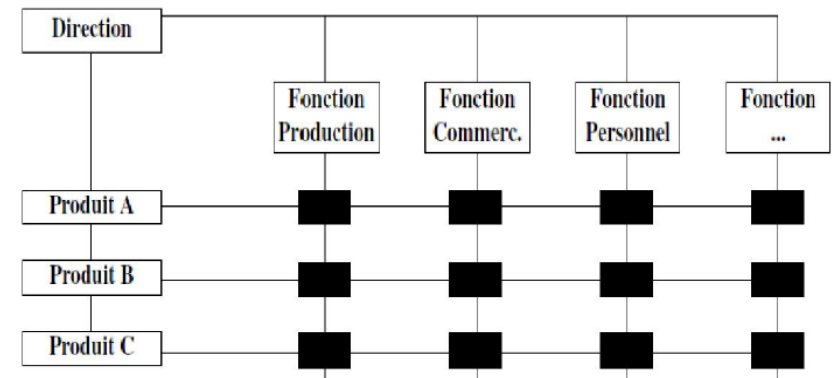 Direction
Fonction
Production
Fonction
Commerc.
Fonction
Personnel
Fonction
...
Produit A
Produit B
Produit C